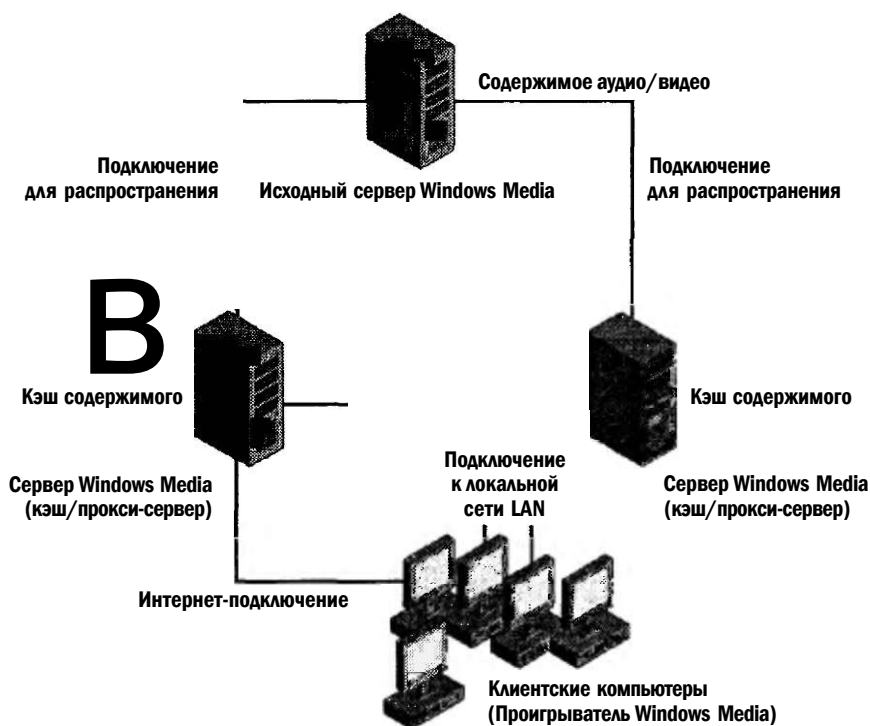 Содержимое аудио/видео
Подключение
для распространения
Исходный сервер Windows Media
Подключение
для распространения
В
Кэш содержимого
Кэш содержимого
Сервер Windows Media
(кэш/прокси-сервер)
Подключение
к локальной
сети LAN
Сервер Windows Media
(кэш/прокси-сервер)
Интернет-подключение
Клиентские компьютеры
(Проигрыватель Windows Media)